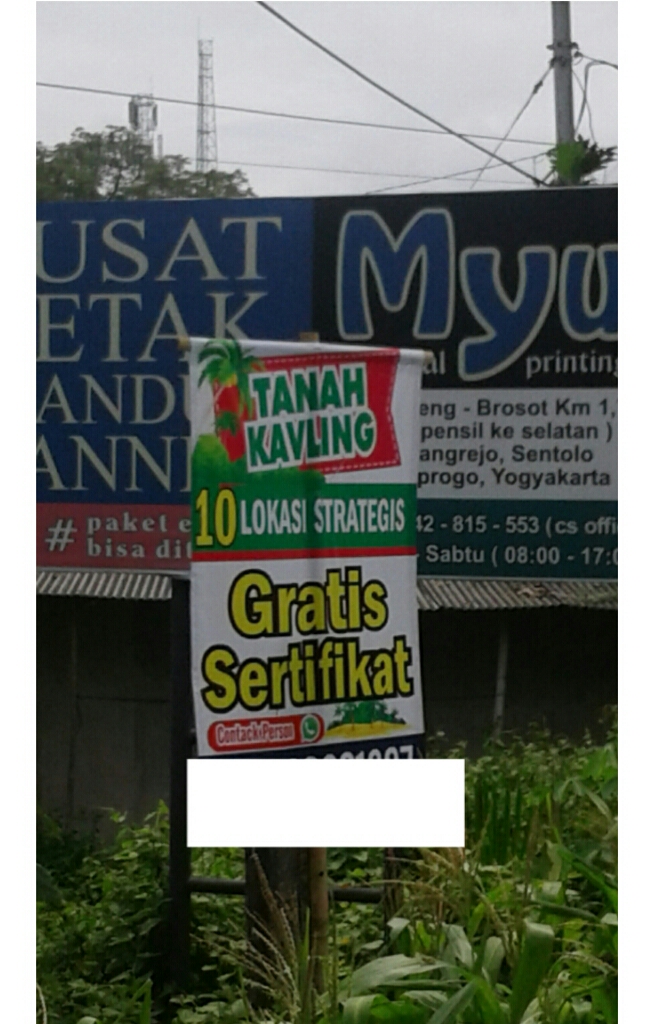 USAT
ETAK
ANDU
ANNE
# paket
bisa dit
Myu
al printing
eng - Brosot Km 1,
pensil ke selatan )
angrejo, Sentolo
progo, Yogyakarta
42 - 815 - 553 (cs offi
Sabtu ( 08:00 - 17:0
TANAH
KAVLING
10 LOKASI STRATEGIS
Gratis
Sertifikat
Contack Person